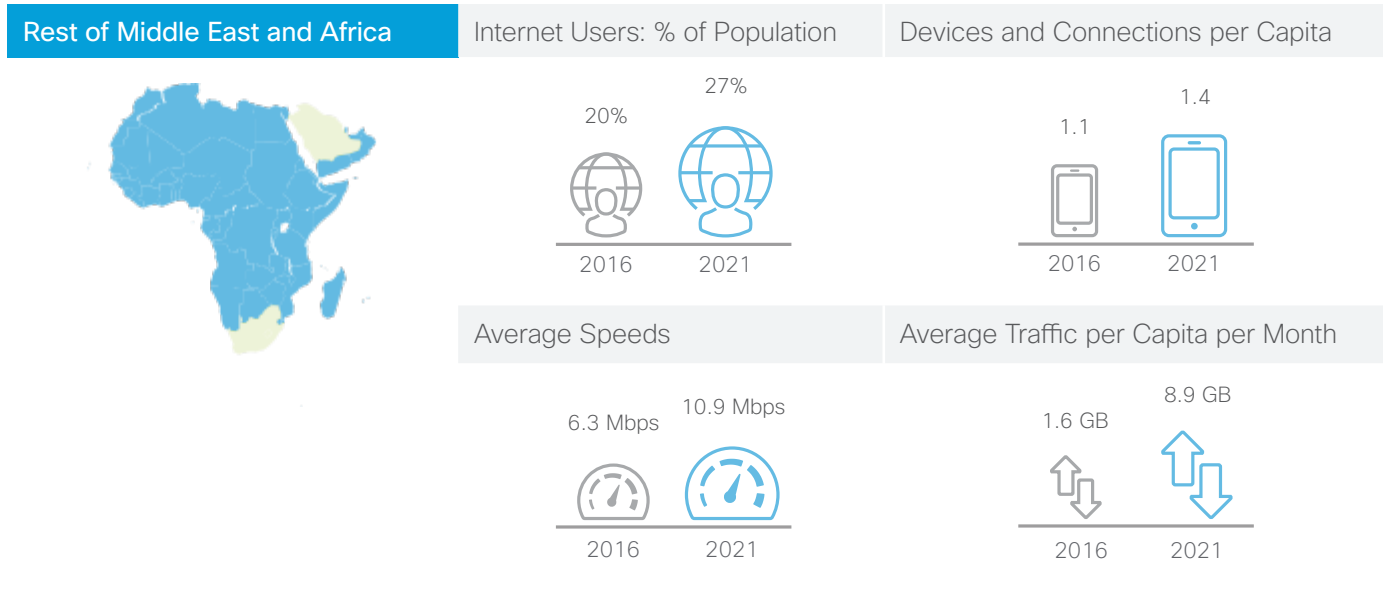 Rest of Middle East and Africa
Internet Users: % of Population
20%
27%
2016
2021
Devices and Connections per Capita
1.1
1.4
2016
2021
Average Speeds
6.3 Mbps
10.9 Mbps
2016
2021
Average Traffic per Capita per Month
1.6 GB
8.9 GB
2016
2021